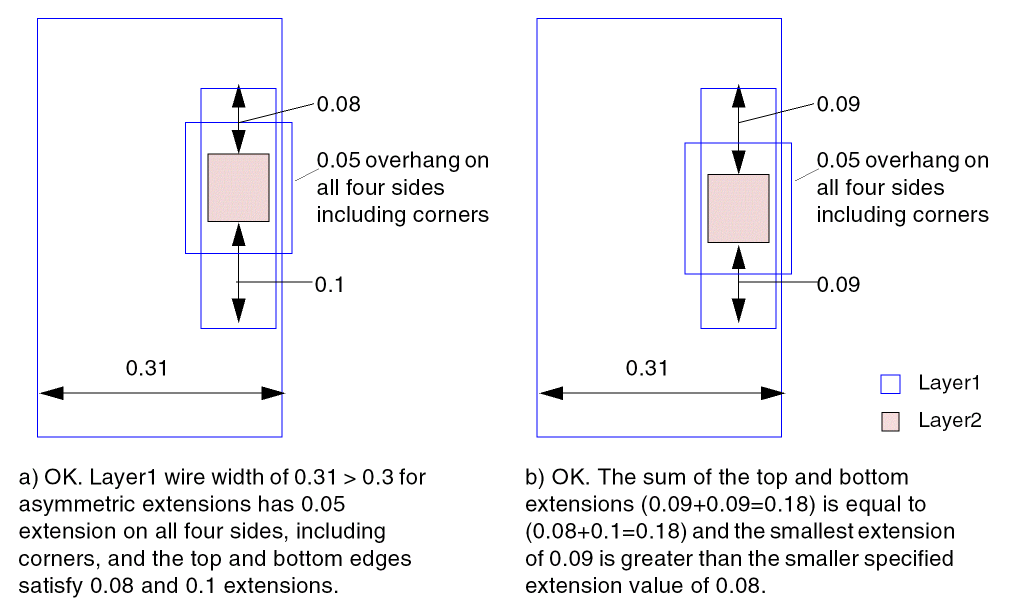 0.08
0.05 overhang on
all four sides
including corners
0.1
0.31
0.09
0.05 overhang on
all four sides
including corners
0.09
0.31
Layer1
Layer2
a) OK. Layer1 wire width of 0.31 > 0.3 for
asymmetric extensions has 0.05
extension on all four sides, including
corners, and the top and bottom edges
satisfy 0.08 and 0.1 extensions.
b) OK. The sum of the top and bottom
extensions (0.09+0.09=0.18) is equal to
(0.08+0.1=0.18) and the smallest extension
of 0.09 is greater than the smaller specified
extension value of 0.08.